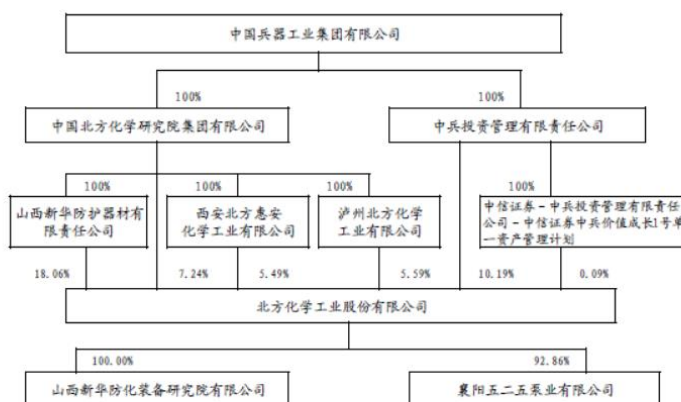 中国兵器工业集团有限公司
100%
100%
中国北方化学研究院集团有限公司
中兵投资管理有限责任公司
100%
100%
100%
100%
山西新华防护器材有
限责任公司
西安北方惠安
化学工业有限公司
泸州北方化学
工业有限公司
中信证券-中兵投资管理有限责任
公司-中信证券中兵价值成长1号单
一资产管理计划
18.06%
7.24%
5.49%
5.59%
10.19%
0.09%
北方化学工业股份有限公司
100.00%
92.86%
山西新华防化装备研究院有限公司
襄阳五二五泵业有限公司